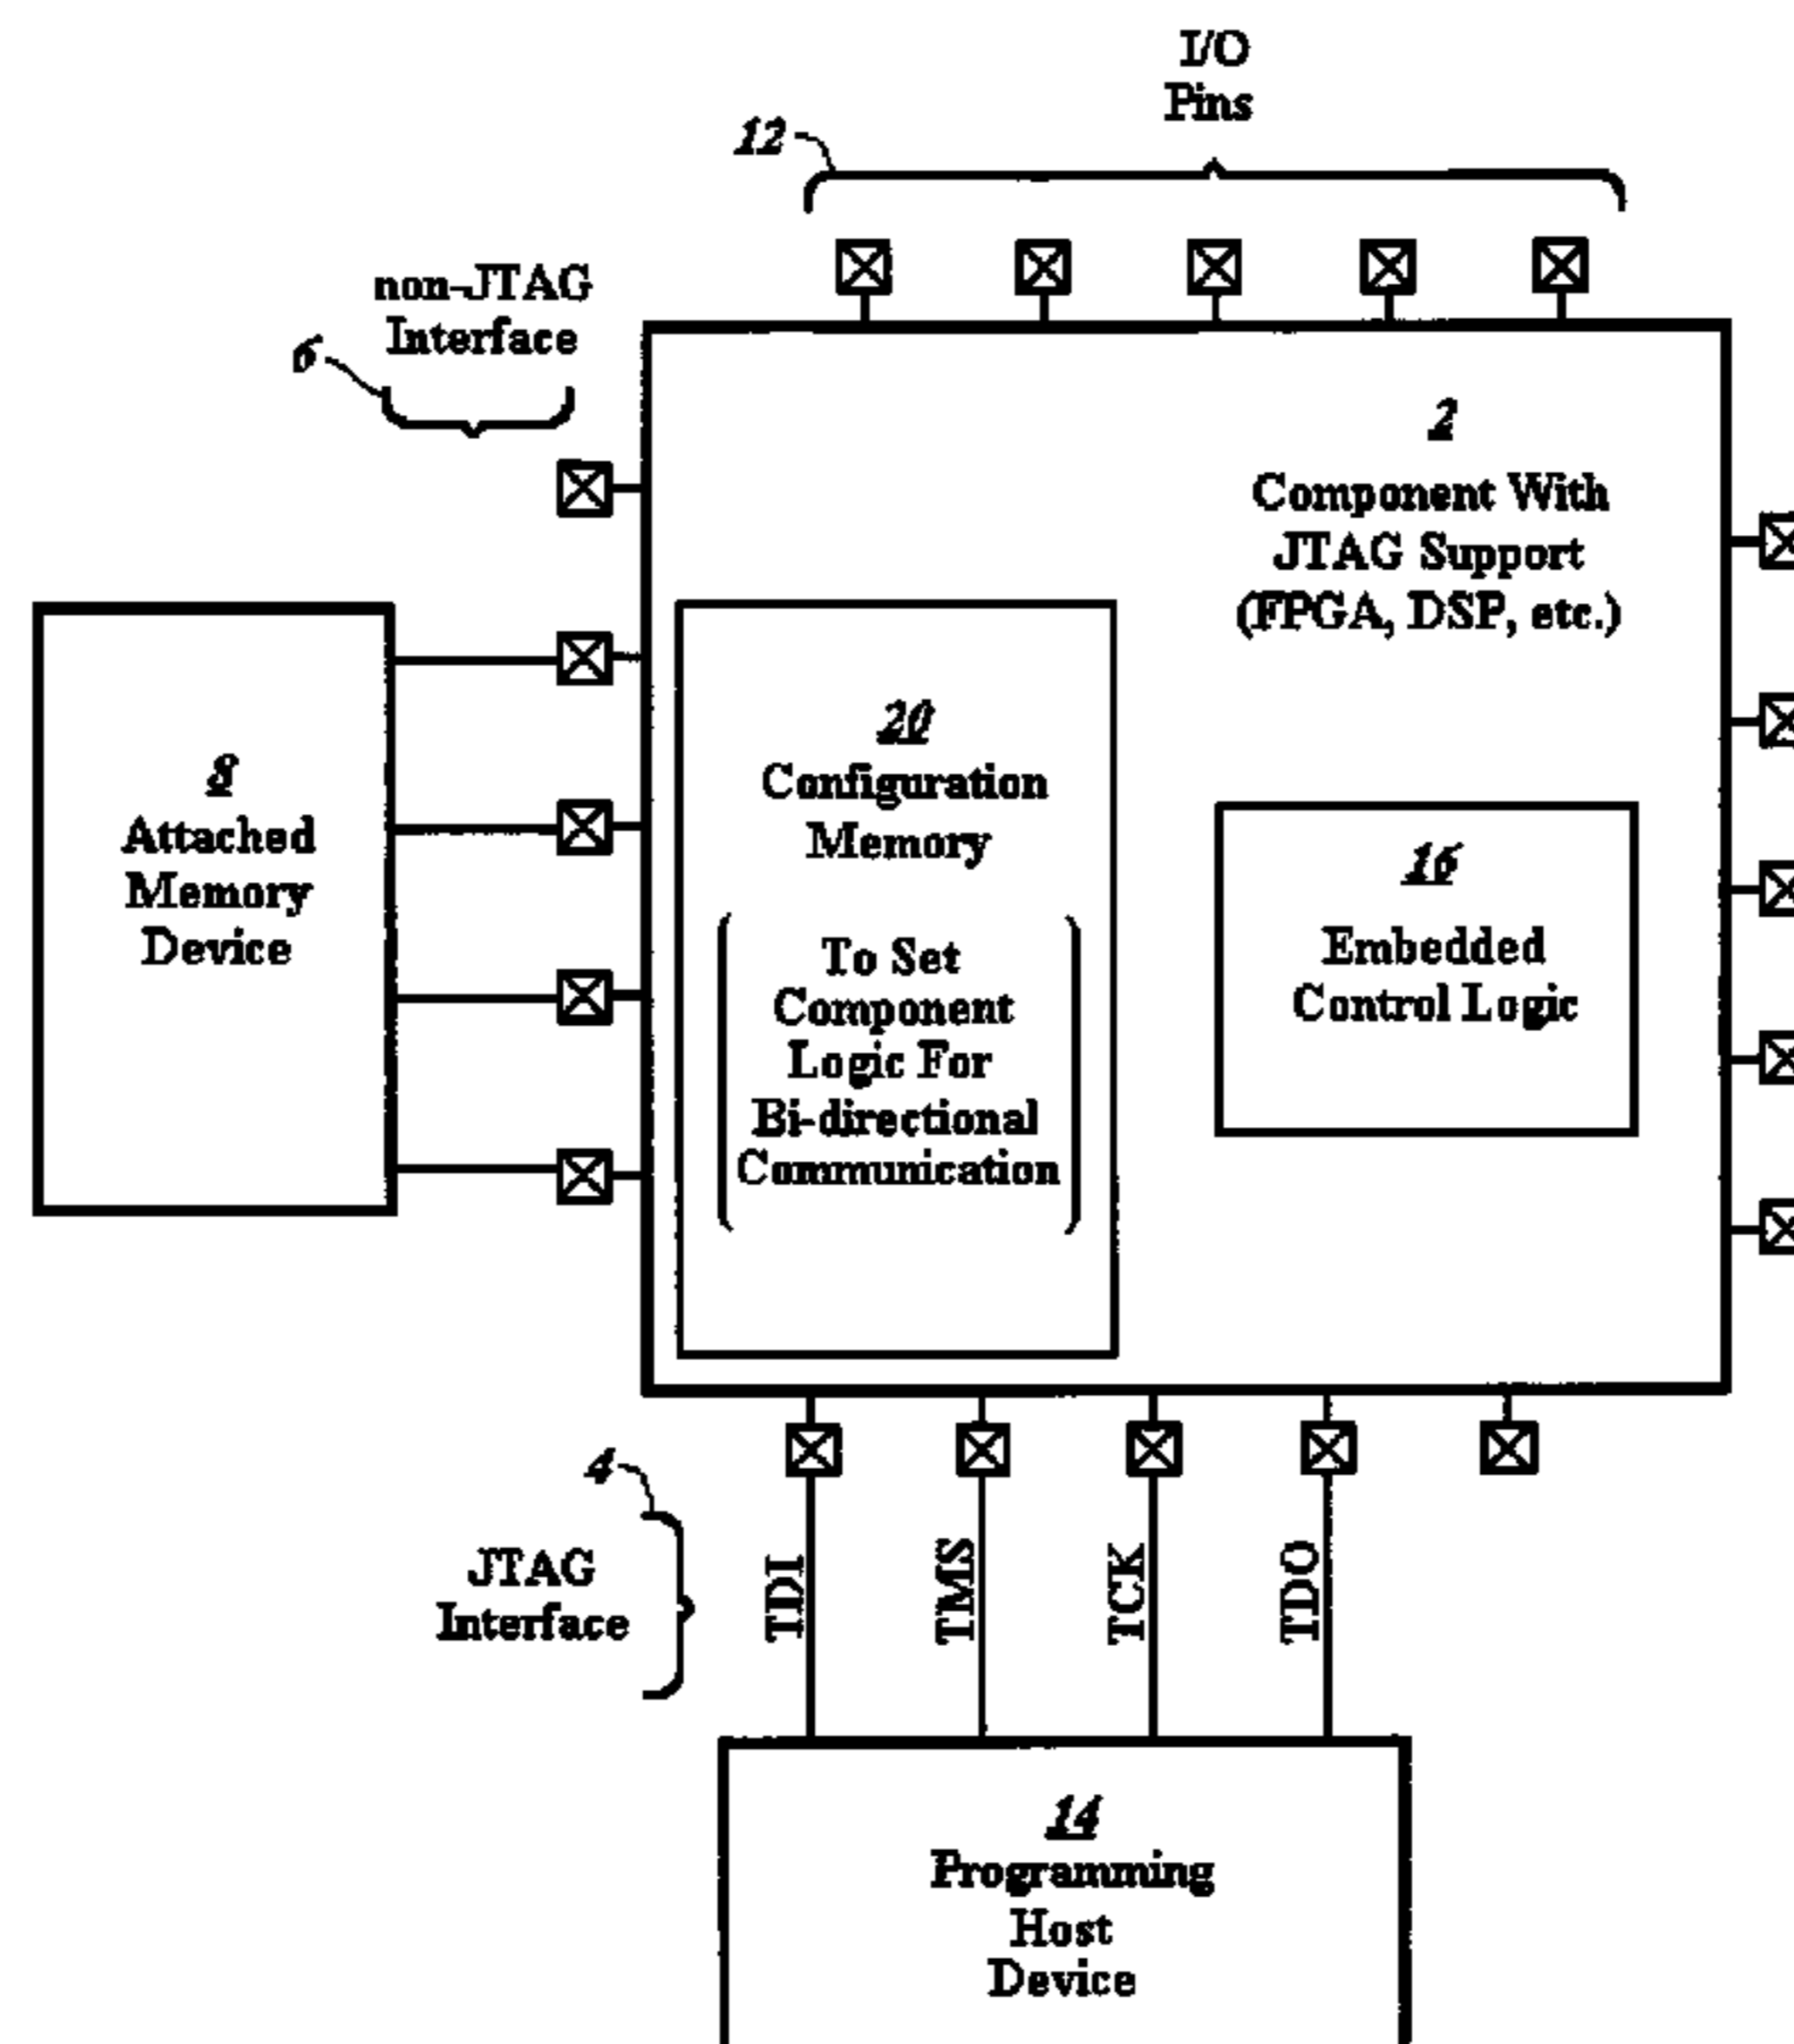 I/O
Pins
12
non-JTAG
Interface
6
2
Component With
JTAG Support
(FPGA, DSP, etc.)
20
Configuration
Memory
To Set
Component
Logic For
Bi-directional
Communication
8
Attached
Memory
Device
16
Embedded
Control Logic
4
JTAG
Interface
TDI
TMS
TCK
TDO
14
Programming
Host
Device